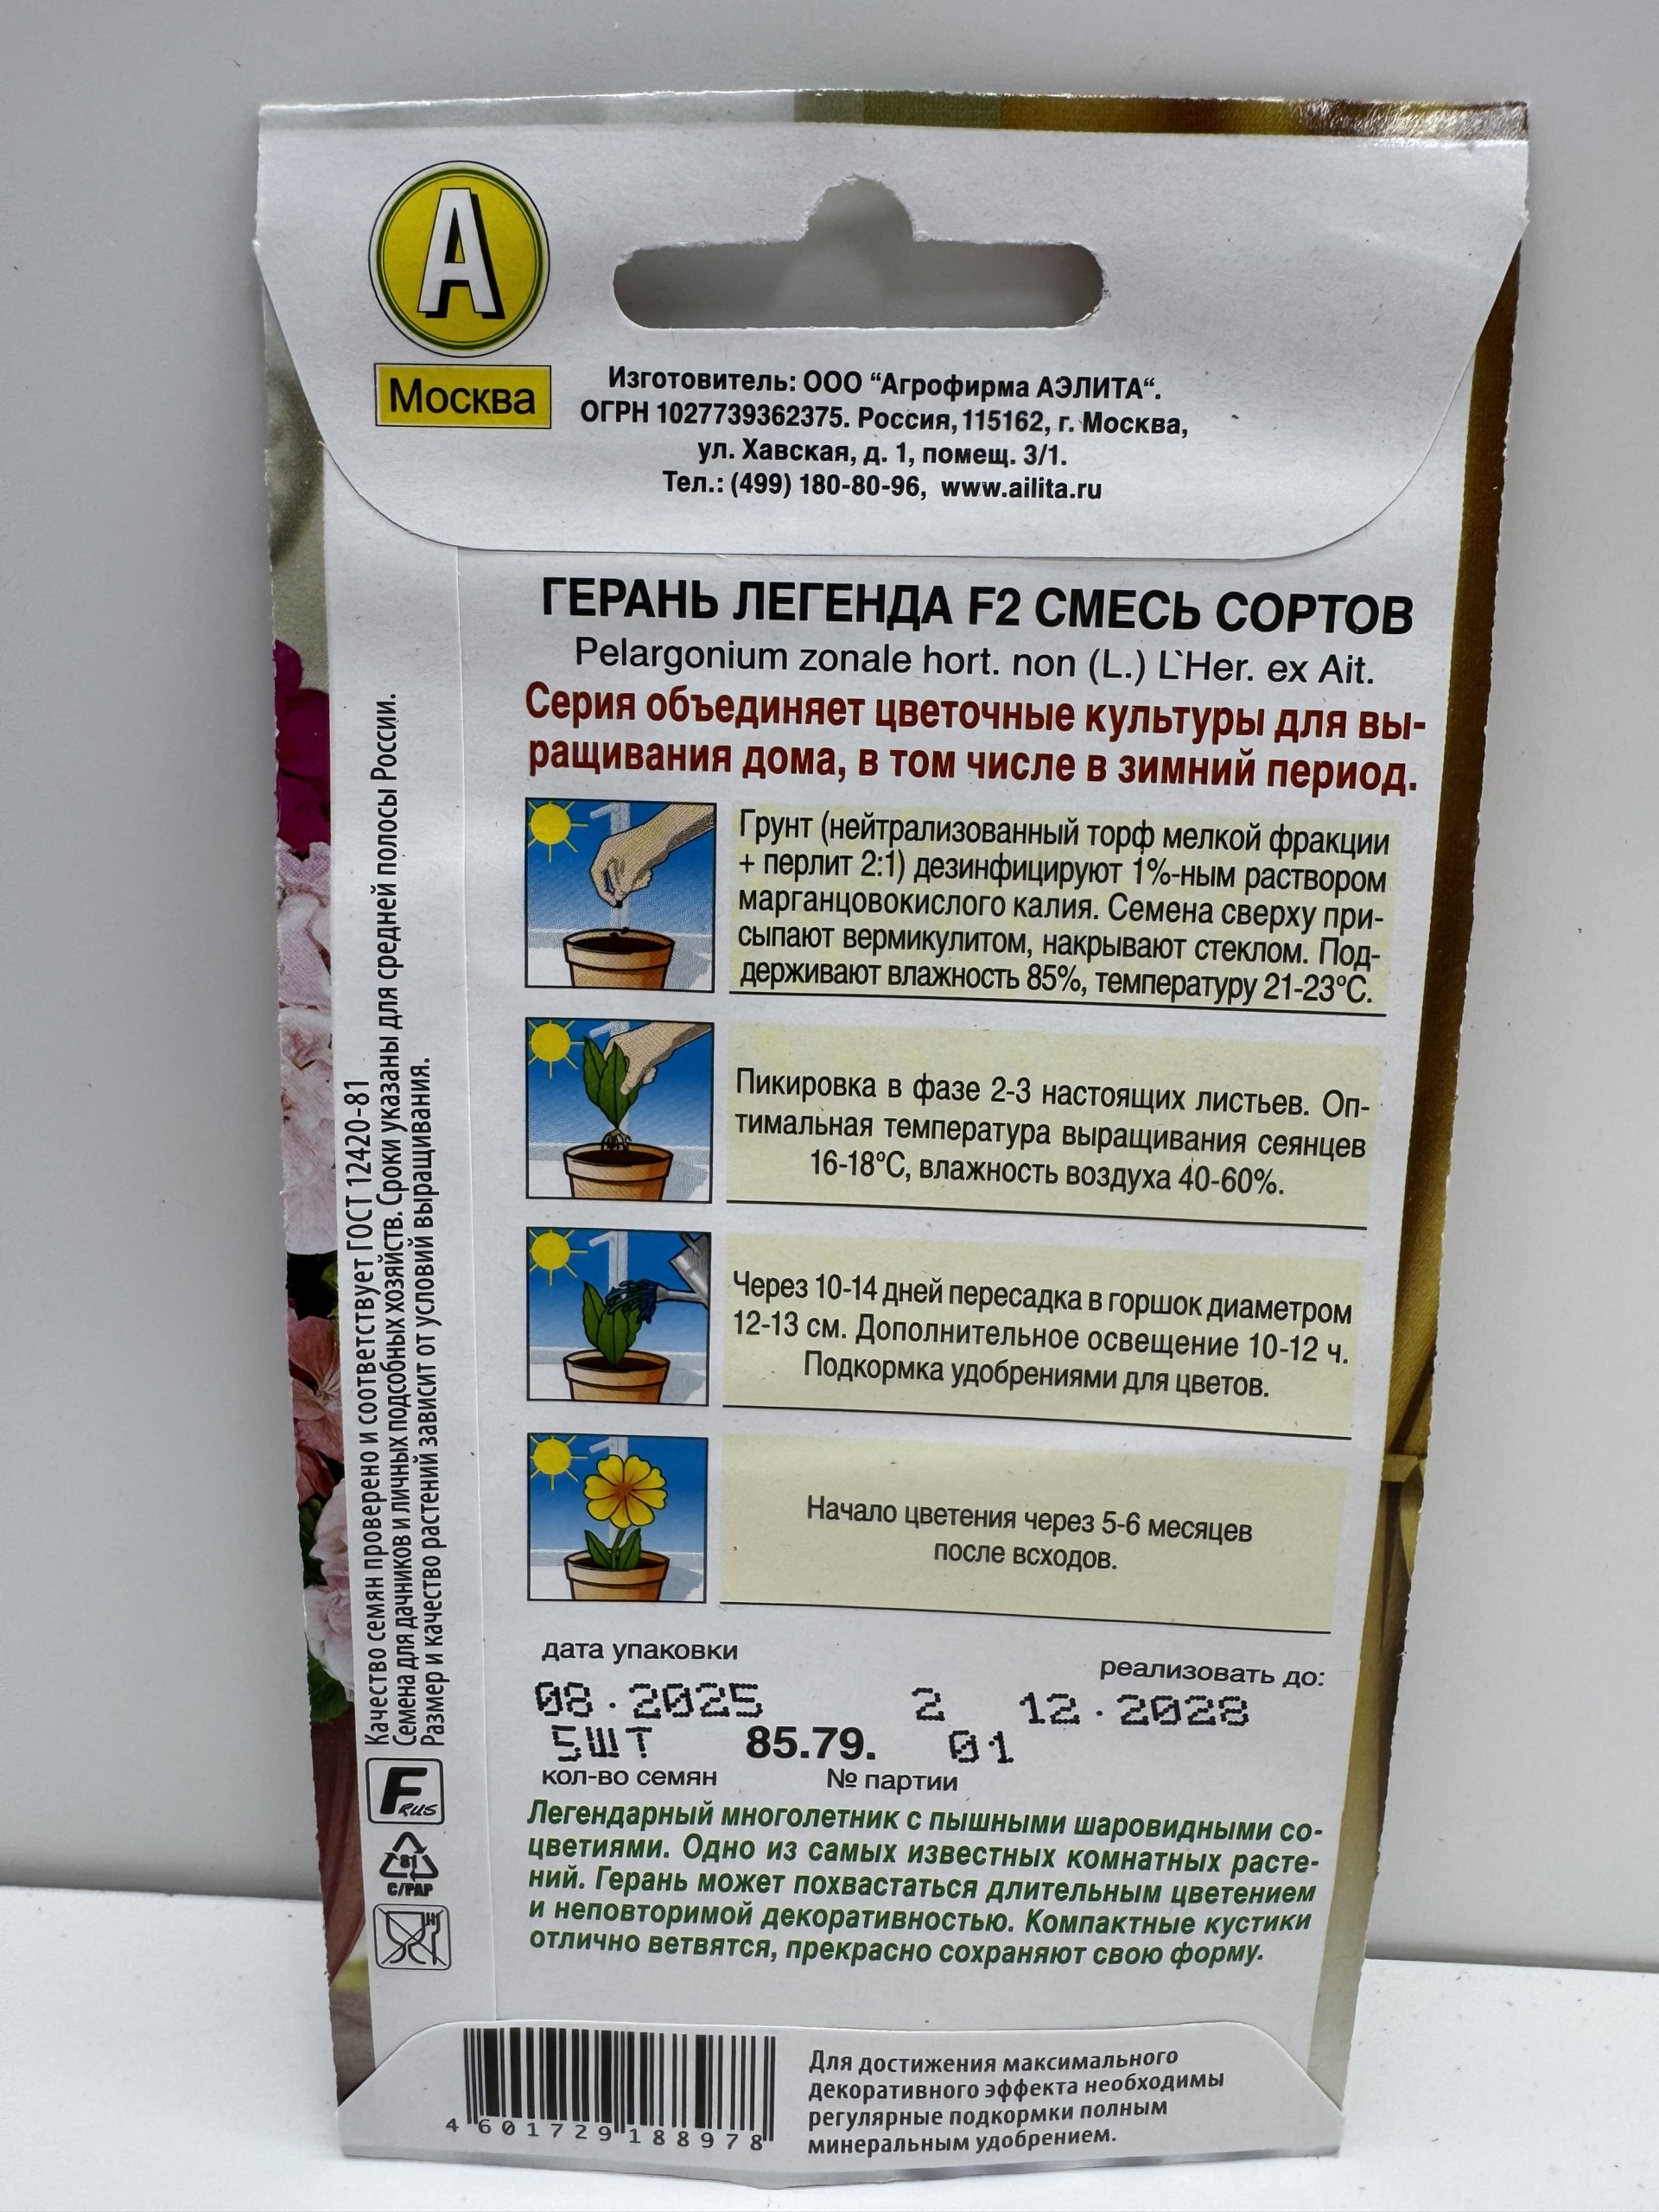 А
Москва
Изготовитель: ООО “Агрофирма АЭЛИТА“.
ОГРН 1027739362375. Россия, 115162, г. Москва,
ул. Хавская, д. 1, помещ. 3/1.
Тел.: (499) 180-80-96, www.ailita.ru
ГЕРАНЬ ЛЕГЕНДА F2 СМЕСЬ СОРТОВ
Pelargonium zonale hort. non (L.) L`Her. ex Ait.
Серия объединяет цветочные культуры для вы-
ращивания дома, в том числе в зимний период.
Грунт (нейтрализованный торф мелкой фракции
+ перлит 2:1) дезинфицируют 1%-ным раствором
марганцовокислого калия. Семена сверху при-
сыпают вермикулитом, накрывают стеклом. Под-
держивают влажность 85%, температуру 21-23°С.
Пикировка в фазе 2-3 настоящих листьев. Оп-
тимальная температура выращивания сеянцев
16-18°С, влажность воздуха 40-60%.
Через 10-14 дней пересадка в горшок диаметром
12-13 см. Дополнительное освещение 10-12 ч.
Подкормка удобрениями для цветов.
Начало цветения через 5-6 месяцев
после всходов.
дата упаковки
реализовать до:
08.2025 2 12.2028
5ШТ 85.79. 01
кол-во семян № партии
Легендарный многолетник с пышными шаровидными со-
цветиями. Одно из самых известных комнатных расте-
ний. Герань может похвастаться длительным цветением
и неповторимой декоративностью. Компактные кустики
отлично ветвятся, прекрасно сохраняют свою форму.
Качество семян проверено и соответствует ГОСТ 12420-81
Семена для дачников и личных подсобных хозяйств. Сроки указаны для средней полосы России.
Размер и качество растений зависит от условий выращивания.
F RUS
81
C/PAP
4 601729 188978
Для достижения максимального
декоративного эффекта необходимы
регулярные подкормки полным
минеральным удобрением.